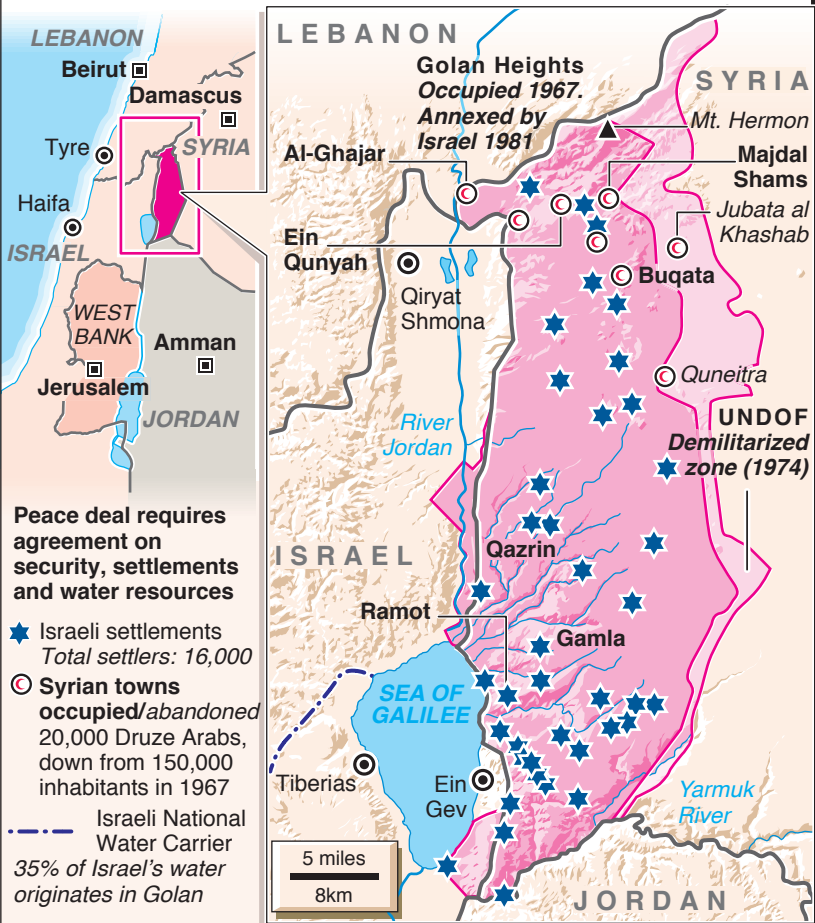 LEBANON
Beirut
Damascus
Tyre
SYRIA
Haifa
ISRAEL
WEST
BANK
Amman
Jerusalem
JORDAN
Peace deal requires
agreement on
security, settlements
and water resources
Israeli settlements
Total settlers: 16,000
Syrian towns
occupied/abandoned
20,000 Druze Arabs,
down from 150,000
inhabitants in 1967
Israeli National
Water Carrier
35% of Israel's water
originates in Golan
LEBANON
Golan Heights
Occupied 1967.
Annexed by
Israel 1981
SYRIA
Mt. Hermon
Al-Ghajar
Majdal
Shams
Jubata al
Khashab
Ein
Qunyah
Buqata
Qiryat
Shmona
Quneitra
River
Jordan
UNDOF
Demilitarized
zone (1974)
Qazrin
ISRAEL
Ramot
Gamla
SEA OF
GALILEE
Tiberias
Ein
Gev
Yarmuk
River
5 miles
8km
JORDAN